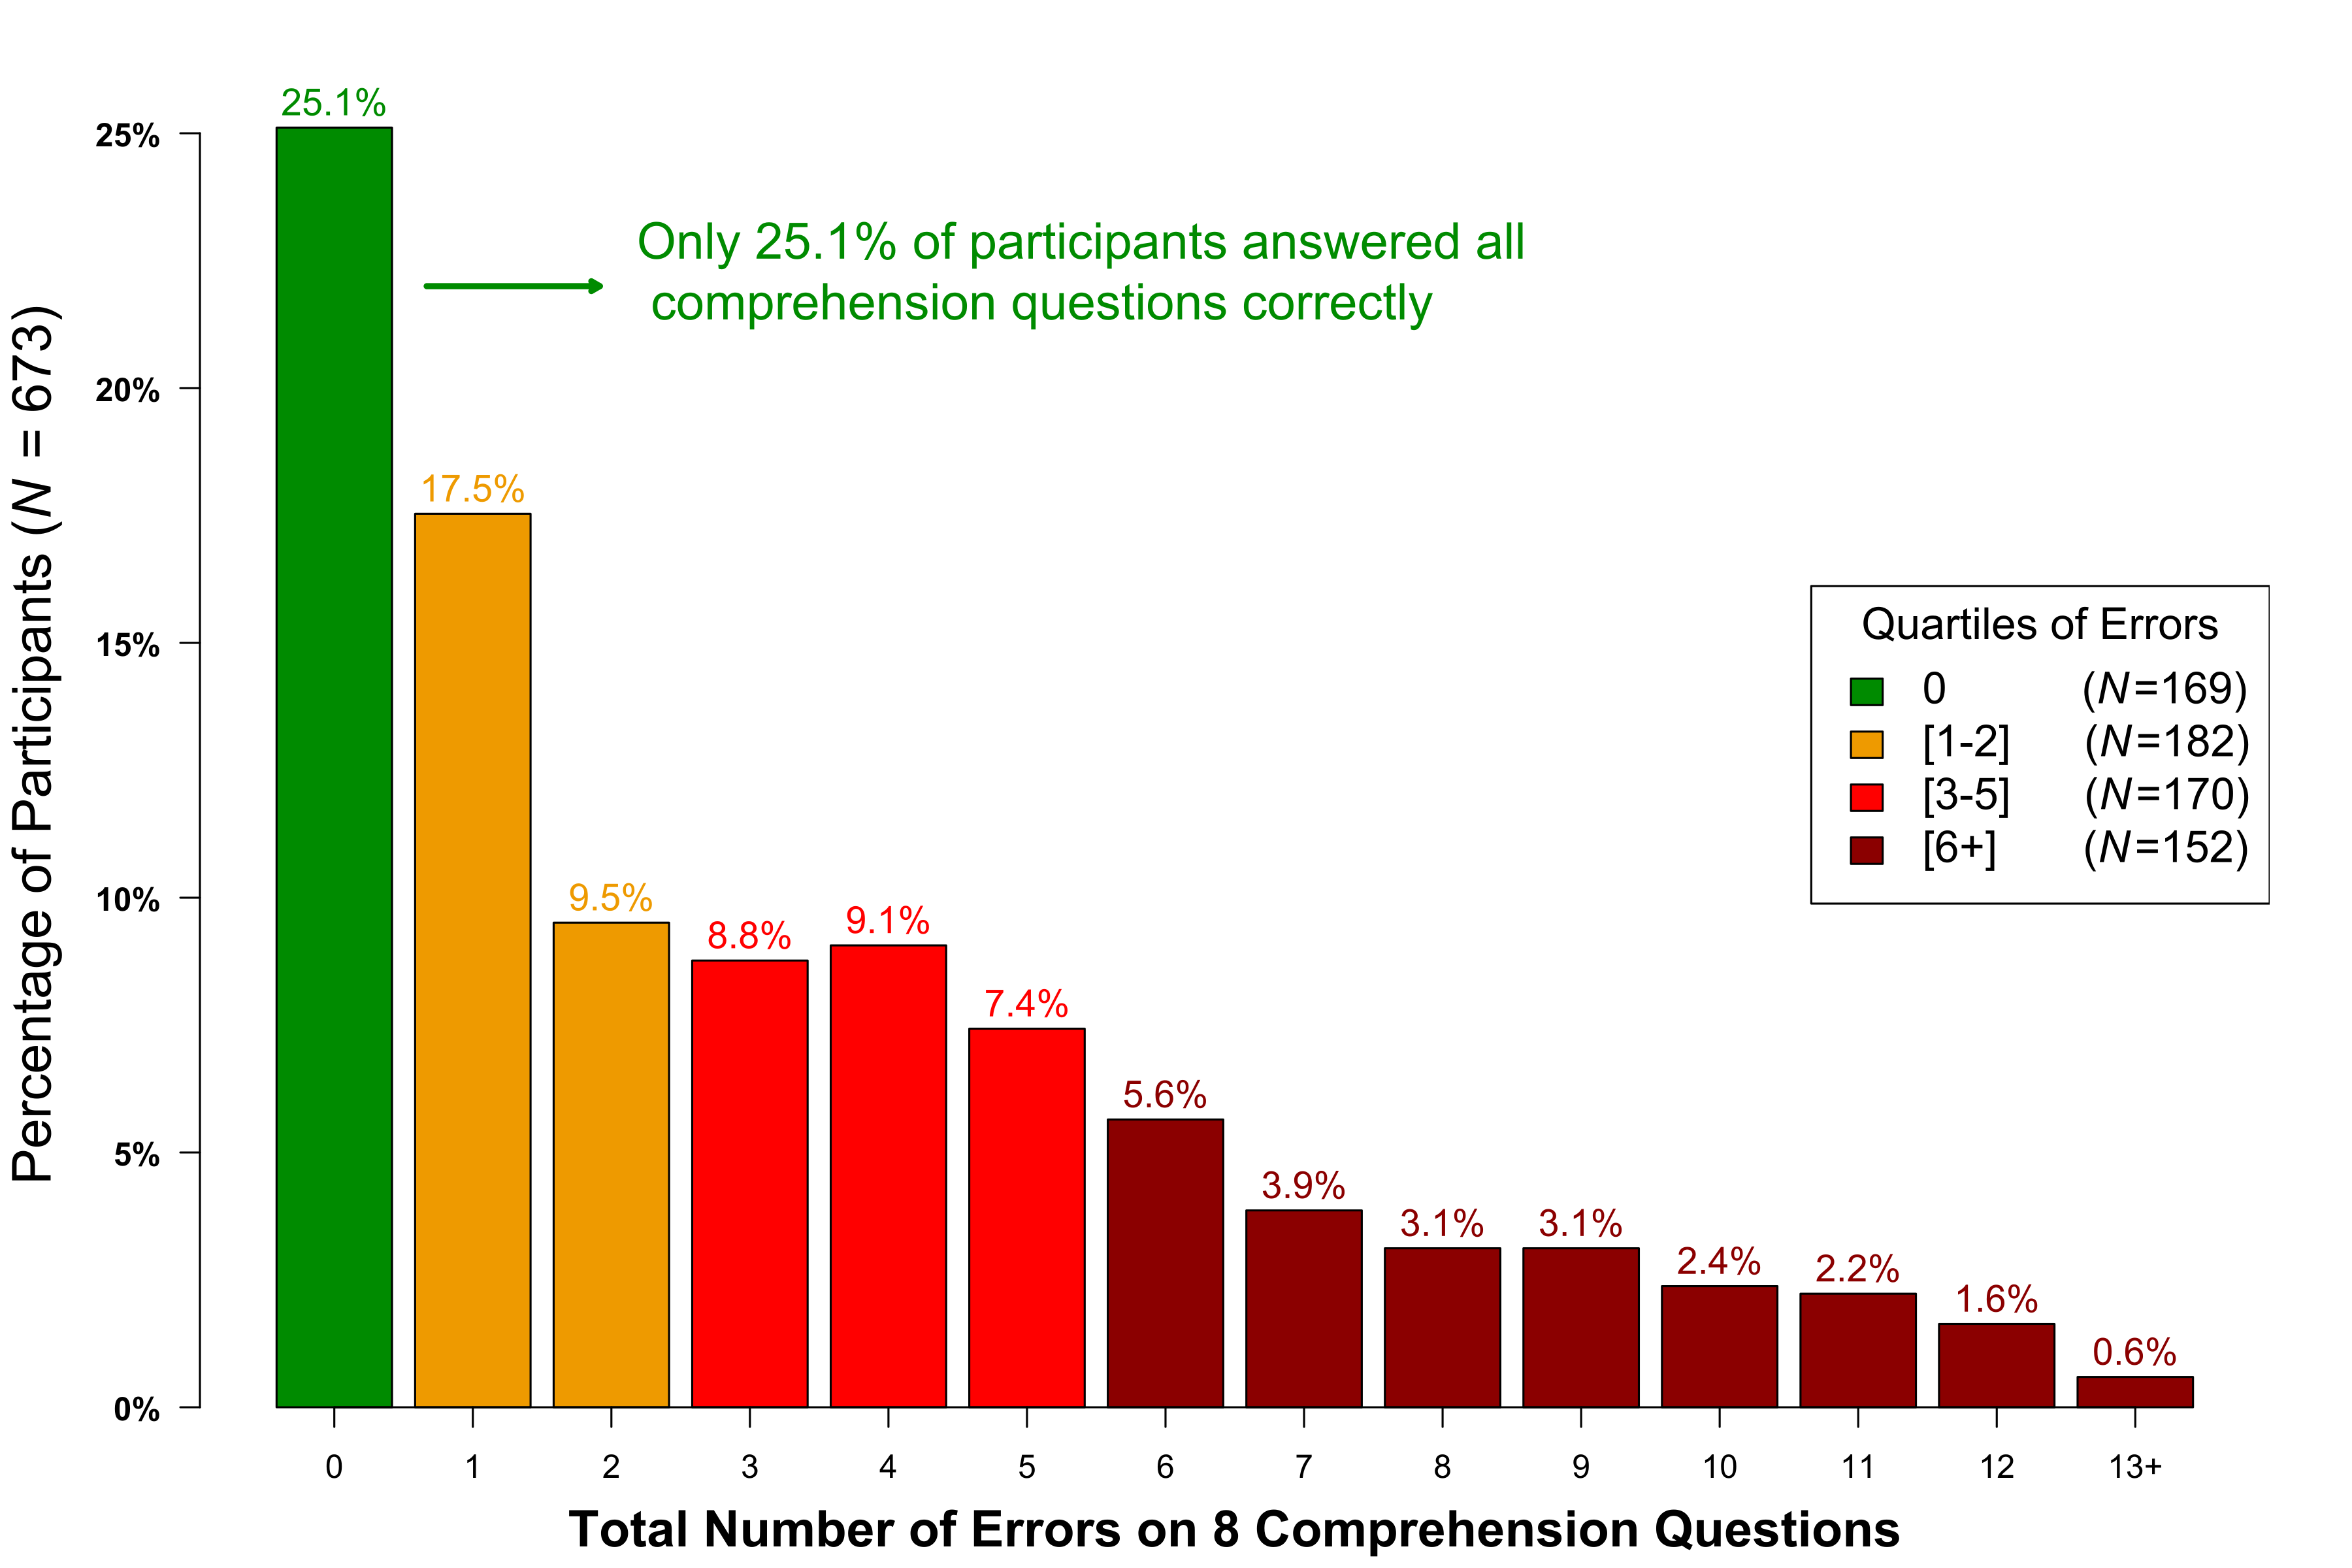 Percentage of Participants (N = 673)
25%
20%
15%
10%
5%
0%
25.1%
17.5%
9.5%
8.8%
9.1%
7.4%
5.6%
3.9%
3.1%
3.1%
2.4%
2.2%
1.6%
0.6%
Only 25.1% of participants answered all
comprehension questions correctly
Quartiles of Errors
0 (N=169)
[1-2] (N=182)
[3-5] (N=170)
[6+] (N=152)
0 1 2 3 4 5 6 7 8 9 10 11 12 13+
Total Number of Errors on 8 Comprehension Questions